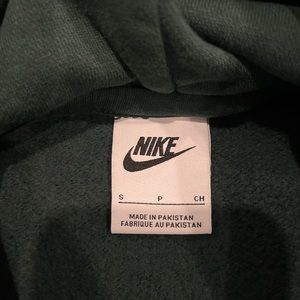 NIKE
S P CH
MADE IN PAKISTAN
FABRIQUE AU PAKISTAN